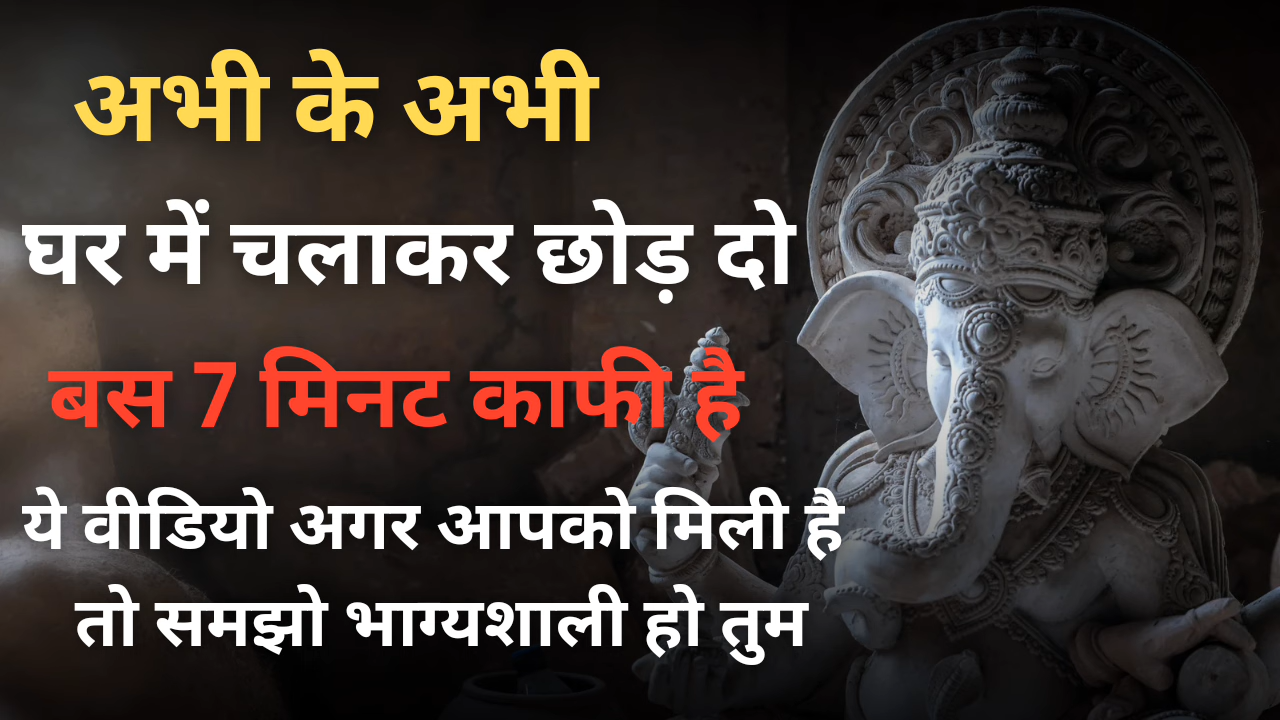 अभी के अभी
घर में चलाकर छोड़ दो
बस 7 मिनट काफी है
ये वीडियो अगर आपको मिली है
तो समझो भाग्यशाली हो तुम